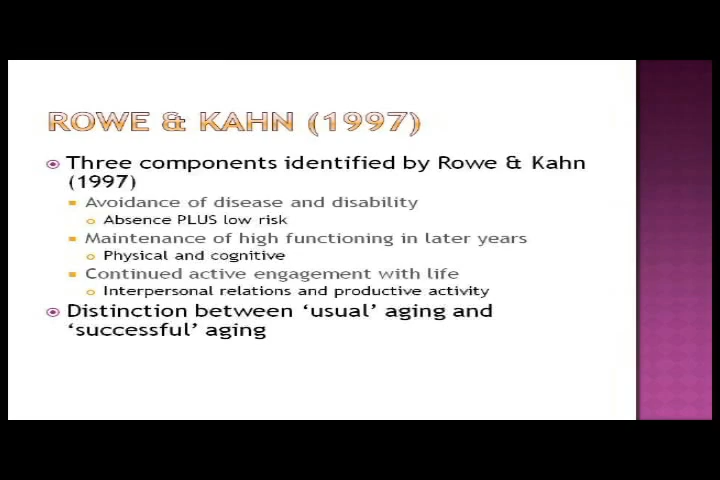 ROWE & KAHN (1997)
Three components identified by Rowe & Kahn
(1997)
Avoidance of disease and disability
Absence PLUS low risk
Maintenance of high functioning in later years
Physical and cognitive
Continued active engagement with life
Interpersonal relations and productive activity
Distinction between ‘usual’ aging and
‘successful’ aging